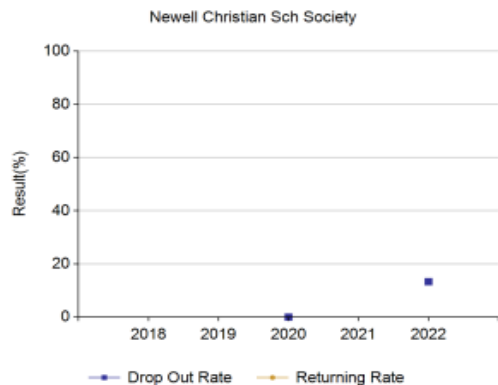 Newell Christian Sch Society
Result(%)
100
80
60
40
20
0
2018 2019 2020 2021 2022
Drop Out Rate Returning Rate